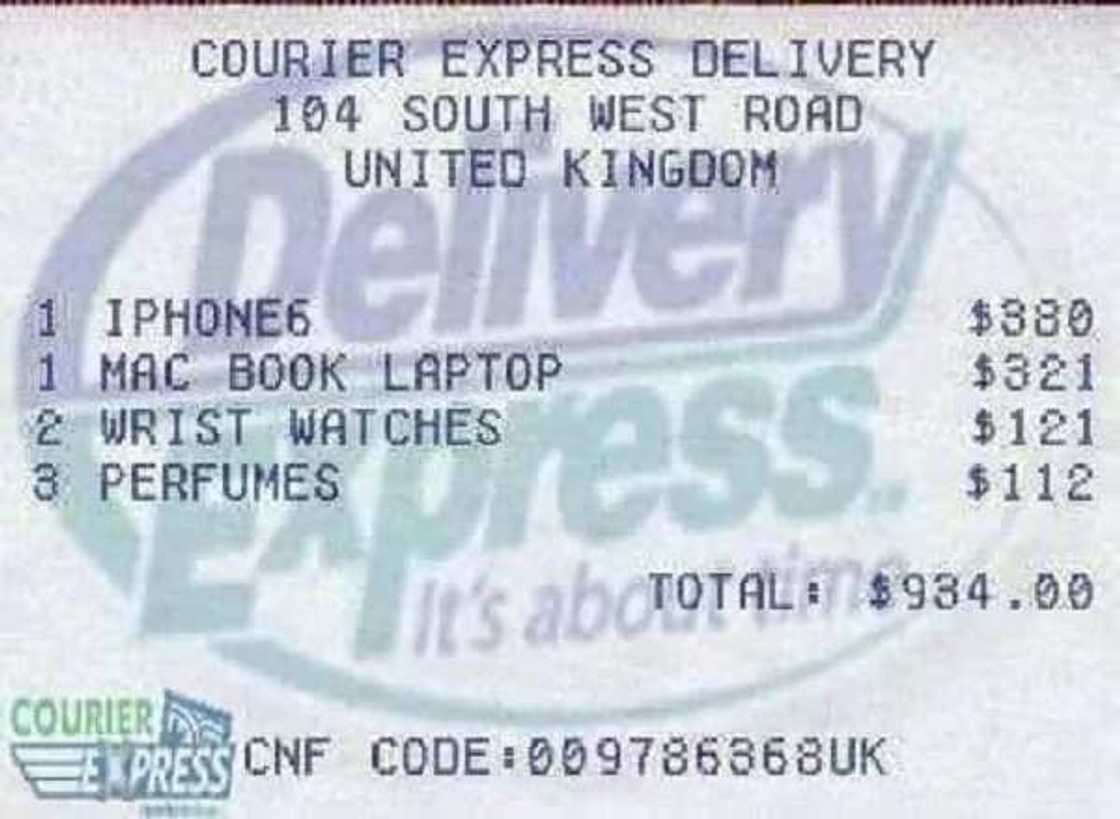 COURIER EXPRESS DELIVERY
104 SOUTH WEST ROAD
UNITED KINGDOM
Delivery
Express..
It's about time
1 IPHONE6 $380
1 MAC BOOK LAPTOP $321
2 WRIST WATCHES $121
3 PERFUMES $112
TOTAL: $934.00
COURIER
EXPRESS
CNF CODE:009786368UK